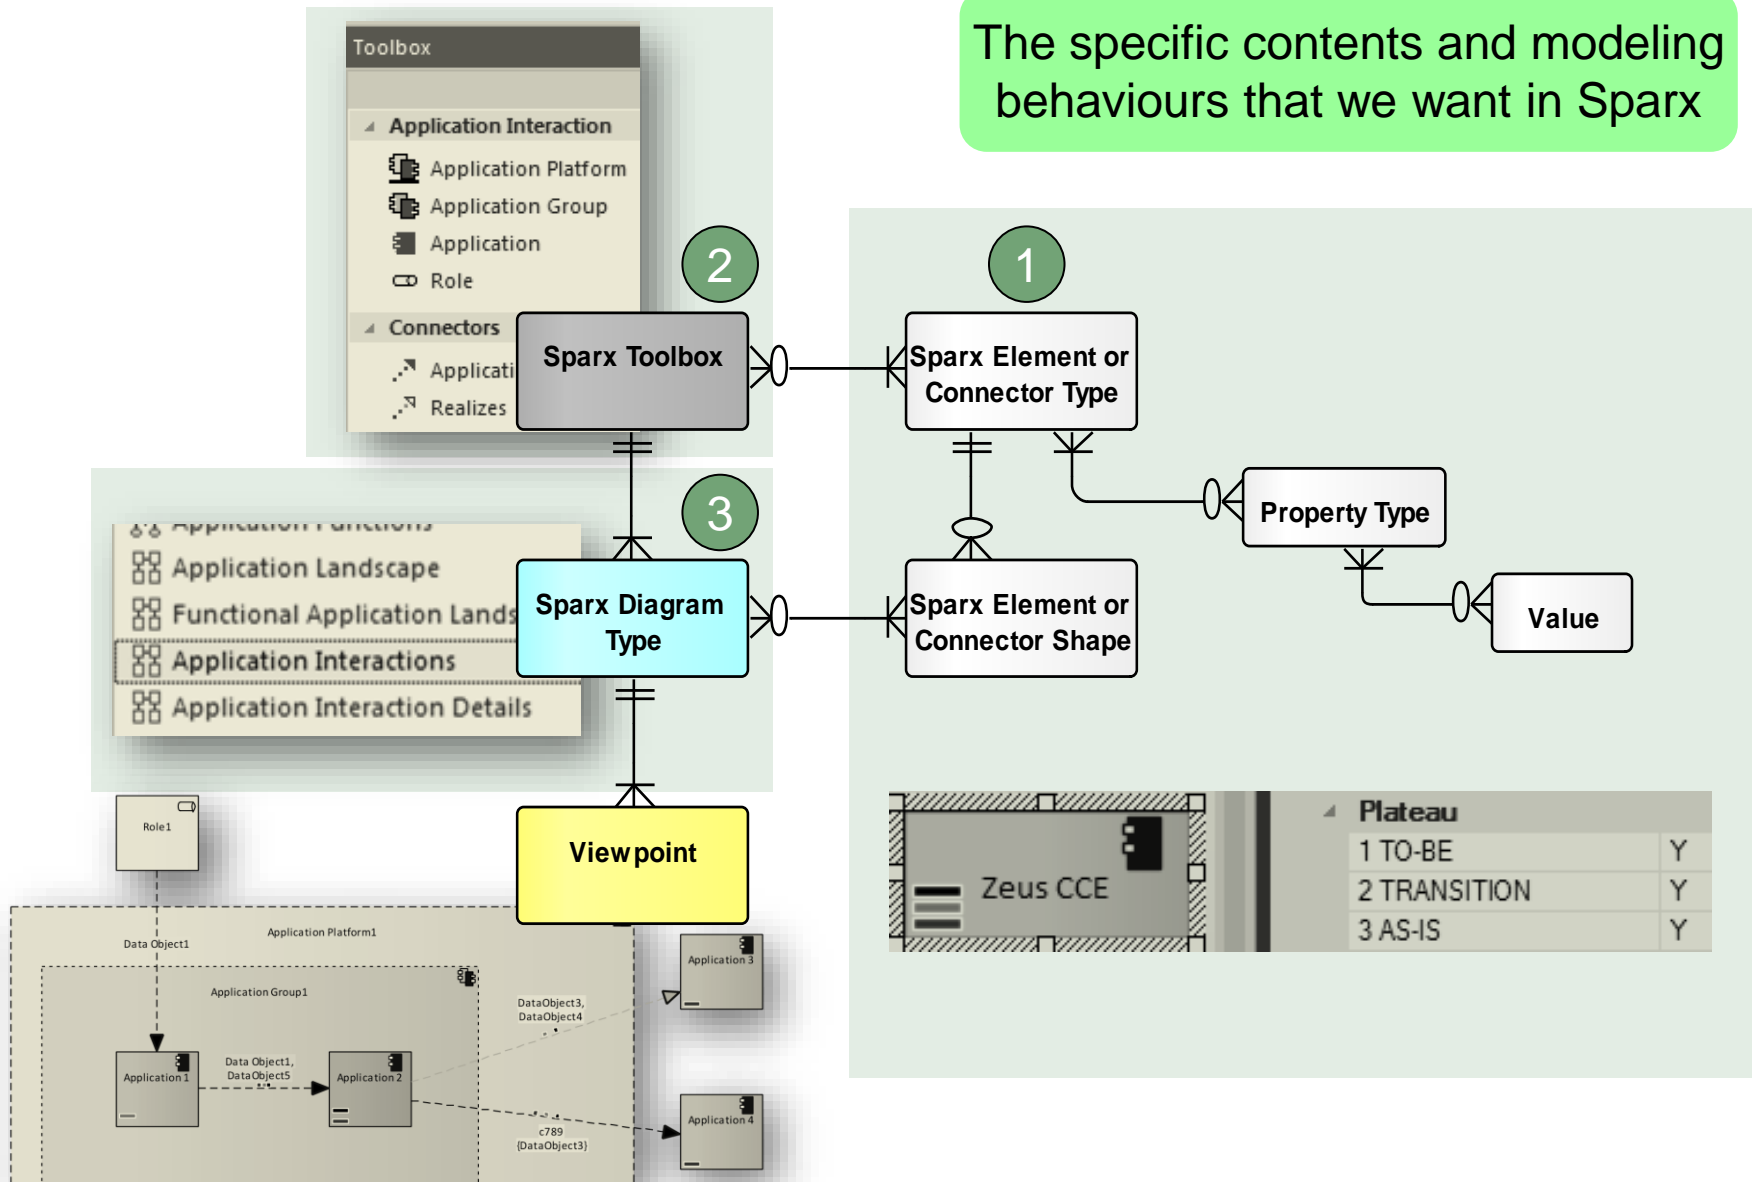 The specific contents and modeling
behaviours that we want in Sparx
Toolbox
Application Interaction
Application Platform
Application Group
Application
Role
Connectors
Applicati
Realizes
2
Sparx Toolbox
1
Sparx Element or
Connector Type
3
Application Functions
Application Landscape
Functional Application Lands
Application Interactions
Application Interaction Details
Sparx Diagram
Type
Sparx Element or
Connector Shape
Property Type
Value
Viewpoint
Role1
Data Object1
Application Platform1
Application Group1
Application 1
Data Object1,
DataObject5
Application 2
DataObject3,
DataObject4
Application 3
c789
{DataObject3}
Application 4
Zeus CCE
Plateau
1 TO-BE Y
2 TRANSITION Y
3 AS-IS Y